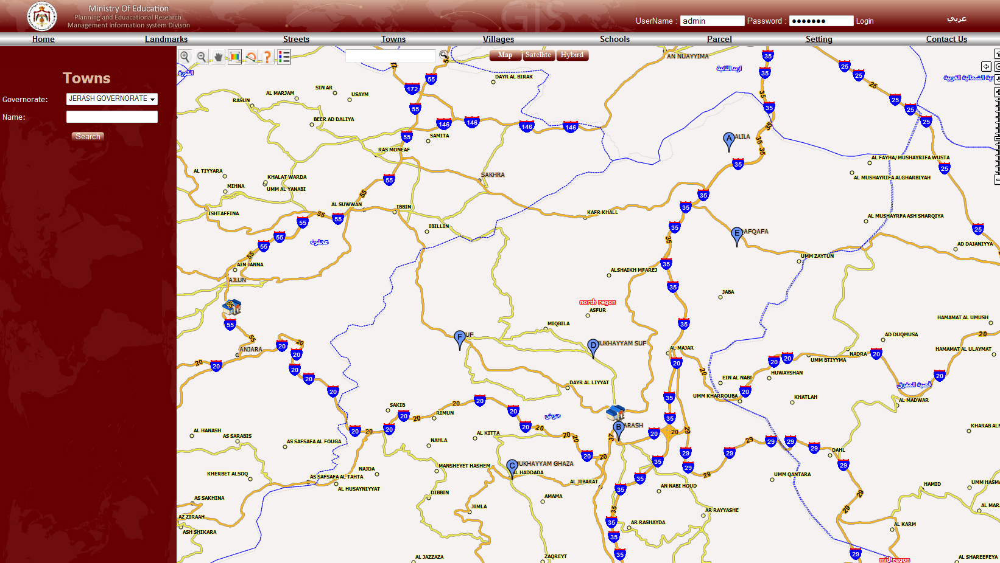 Ministry Of Education
Planning and Eduacational Research
Management information system Divison
GIS
UserName : admin Password : ●●●●●●● Login
عربي
Home Landmarks Streets Towns Villages Schools Parcel Setting Contact Us
Towns
Governorate: JERASH GOVERNORATE
Name:
Search
Map Satellite Hybird
AN NUAYYIMA
اربد الثانية
الكورة
DAYR AL BIRAK
SIN AR
AL MARJAM
USAYM
RASUN
BEER AD DALIYA
SAMITA
RAS MONEAF
A
ALILA
AL FAYHA/MUSHAYRIFA WUSTA
AL TIYYARA
KHALAT WARDA
MIHNA
UMM AL YANABI
SAKHRA
AL MUSHAYRIFA ALGHARBIYAH
AL SUWWAN
IBBIN
ISHTAFFINA
KAFR KHALL
AL MUSHAYRFA ASH SHARQIYA
IBILLIN
E
AFQAFA
عجلون
AD DAJANIYYA
UMM ZAYTUN
AIN JANNA
ALSHAIKH MFAREJ
AJLUN
JABA
north regon
ASFUR
HAMAMAT AL UMUSH
MIQBILA
F
UF
AD DUQMUSA
D
MUKHAYYAM SUF
ANJARA
AL MAJAR
HAMAMAT AL ULAYMAT
NADRA
UMM BTIYYMA
HUWAYSHAN
EIN AL NABI
DAYR AL LIYYAT
قصبة المفرق
UMM KHARROUBA
KHATLAH
AL MADWAR
SAKIB
RIMUN
جرش
B
ARASH
AL HANASH
AS SARABIS
AS SAFSAFA AL FOUGA
NAHLA
AL KITTA
DAHL
C
MUKHAYYAM GHAZA
MANSHEYET HASHEM
AL HADDADA
NAJDA
KHERBET ALSOQ
AS SAFSAFA AL TAHTA
AL HUSAYNIYYAT
AL JIBARAT
AN NABI HOUD
UMM QANTARA
HAMID
UMM HASMA
DIBBIN
AMAMA
AS SAKHINA
JIMLA
AR RAYYASHE
AL MAR
AZ ZIRAAH
AR RASHAYDA
AL KARM
ASH SHIKARA
AL JAZZAZA
ZAQREYT
mid regon
AL SHAREEFEYA